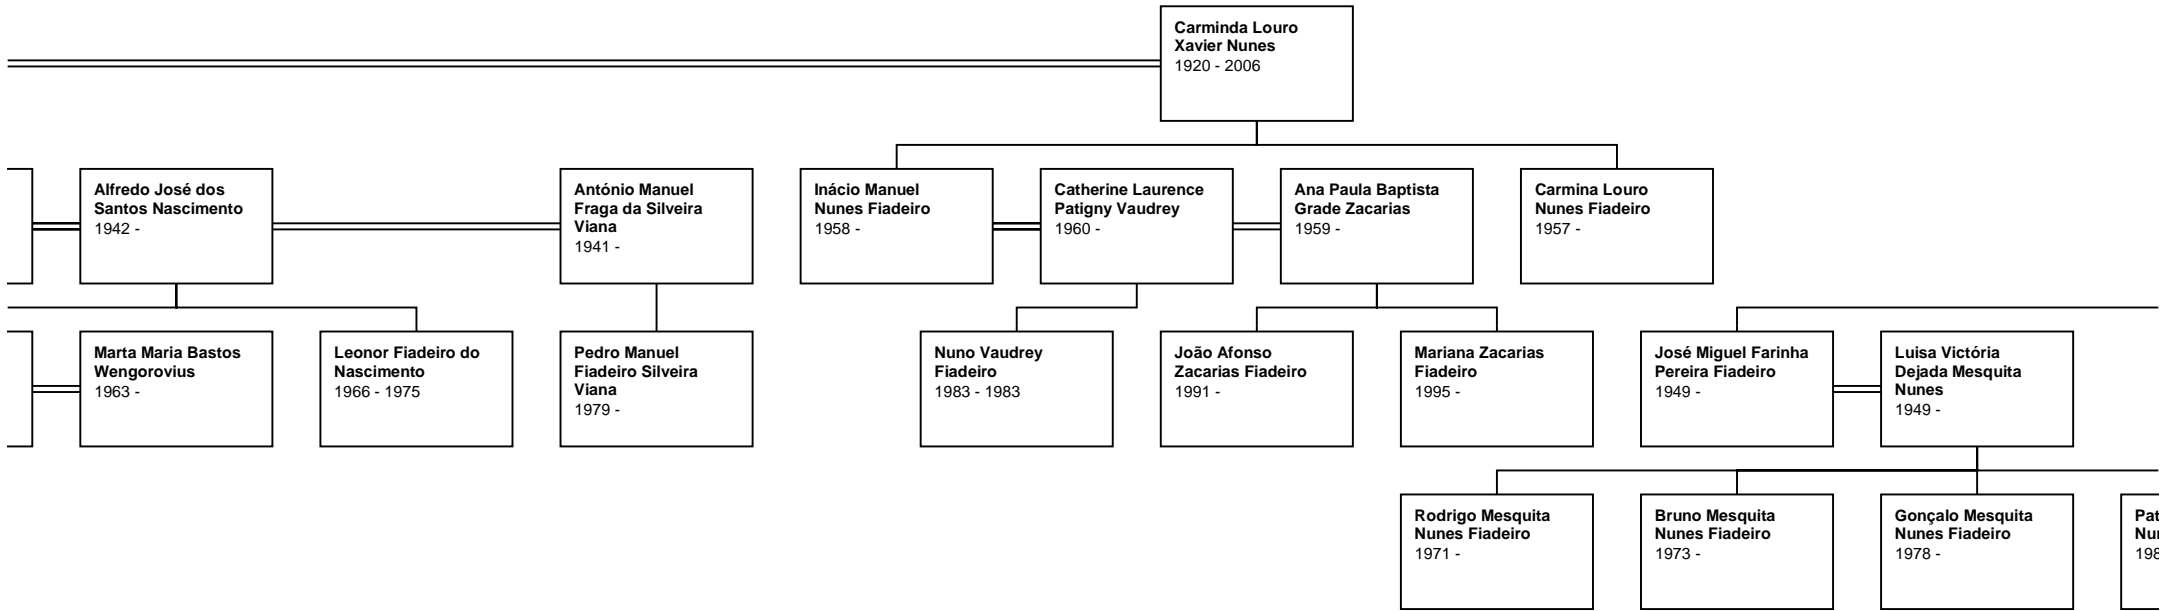 Carminda Louro
Xavier Nunes
1920 - 2006
Alfredo José dos
Santos Nascimento
1942 -
António Manuel
Fraga da Silveira
Viana
1941 -
Inácio Manuel
Nunes Fiadeiro
1958 -
Catherine Laurence
Patigny Vaudrey
1960 -
Ana Paula Baptista
Grade Zacarias
1959 -
Carmina Louro
Nunes Fiadeiro
1957 -
Marta Maria Bastos
Wengorovius
1963 -
Leonor Fiadeiro do
Nascimento
1966 - 1975
Pedro Manuel
Fiadeiro Silveira
Viana
1979 -
Nuno Vaudrey
Fiadeiro
1983 - 1983
João Afonso
Zacarias Fiadeiro
1991 -
Mariana Zacarias
Fiadeiro
1995 -
José Miguel Farinha
Pereira Fiadeiro
1949 -
Luisa Victória
Dejada Mesquita
Nunes
1949 -
Rodrigo Mesquita
Nunes Fiadeiro
1971 -
Bruno Mesquita
Nunes Fiadeiro
1973 -
Gonçalo Mesquita
Nunes Fiadeiro
1978 -